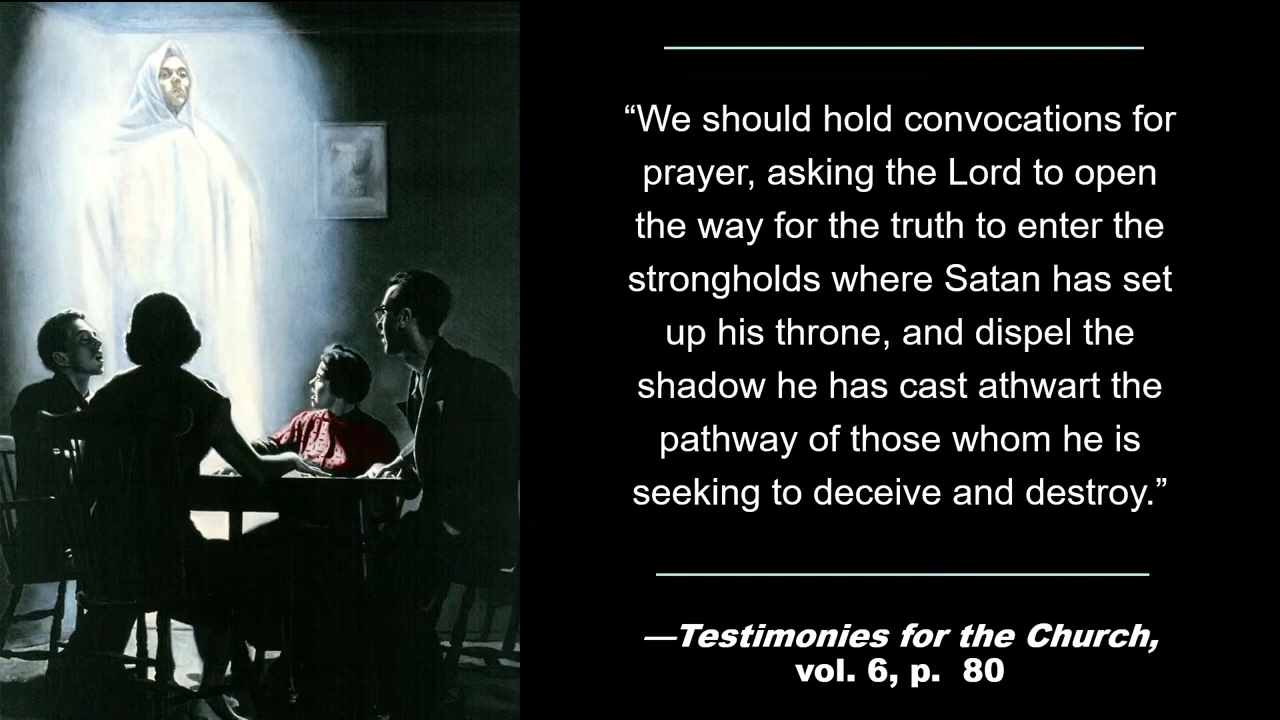 “We should hold convocations for
prayer, asking the Lord to open
the way for the truth to enter the
strongholds where Satan has set
up his throne, and dispel the
shadow he has cast athwart the
pathway of those whom he is
seeking to deceive and destroy.”
—Testimonies for the Church,
vol. 6, p.  80